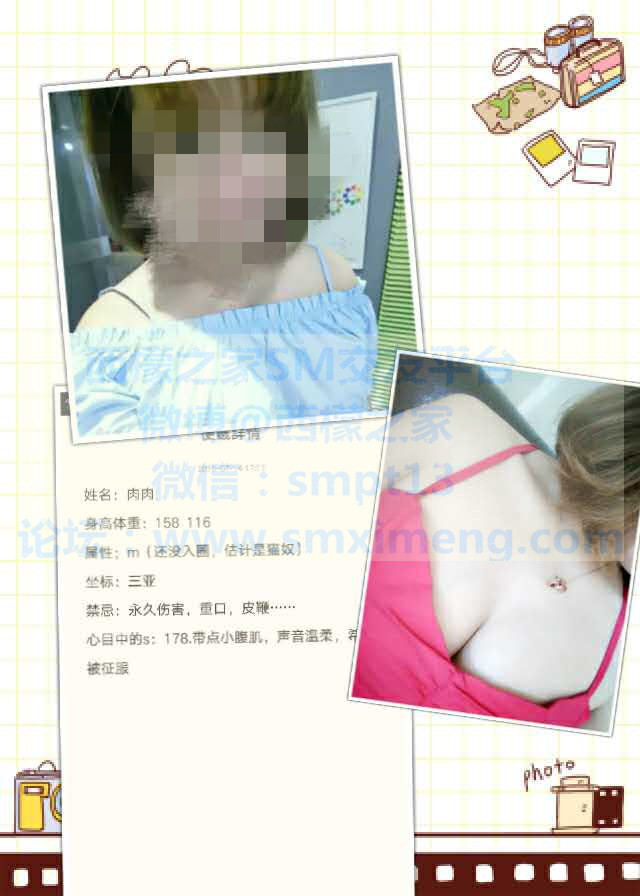 西檬之家SM交友平台
微博@西檬之家
便戳詳情
微信：smpt13
姓名：肉肉
身高体重：158 116
论坛：www.smximeng.com
属性：m（还没入圈，估计是猫奴）
坐标：三亚
禁忌：永久伤害，重口，皮鞭……
心目中的s：178.带点小腹肌，声音温柔，
被征服
photo